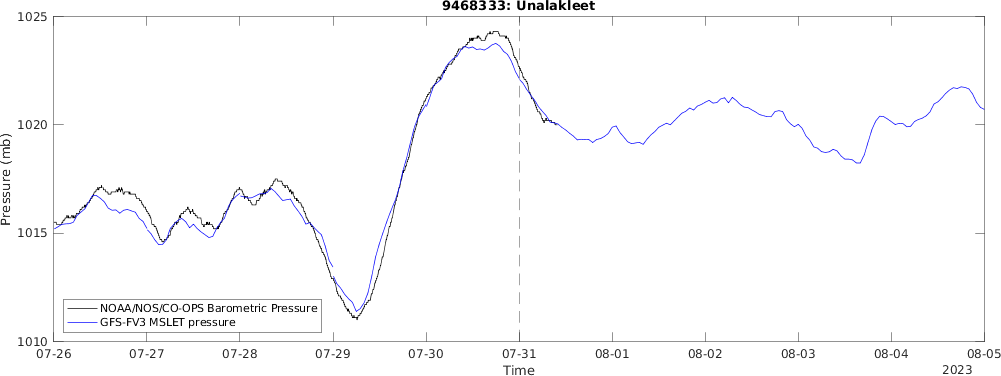 9468333: Unalakleet
1025
1020
1015
1010
Pressure (mb)
NOAA/NOS/CO-OPS Barometric Pressure
GFS-FV3 MSLET pressure
07-26 07-27 07-28 07-29 07-30 07-31 08-01 08-02 08-03 08-04 08-05
Time
2023